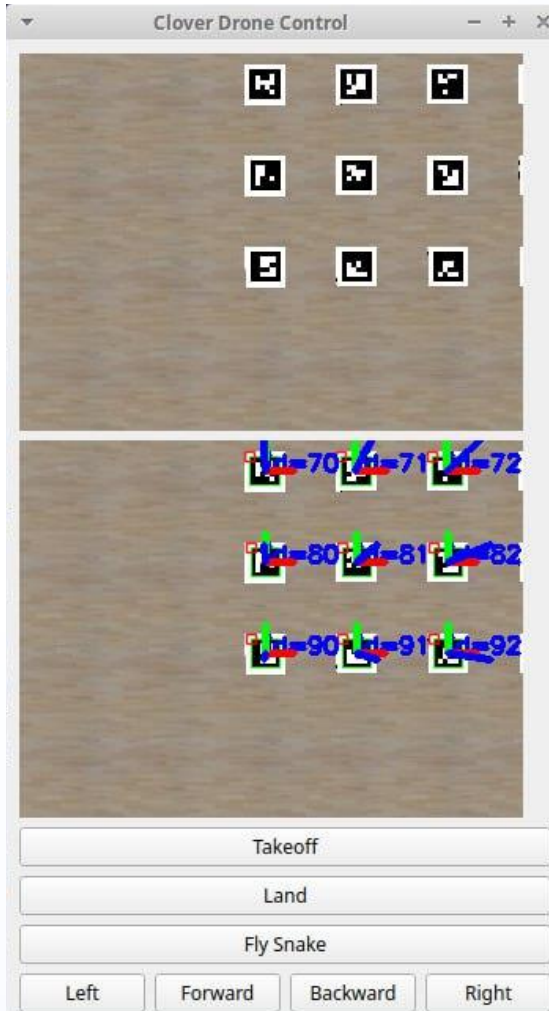 Clover Drone Control
id=70 id=71 id=72
id=80 id=81 id=82
id=90 id=91 id=92
Takeoff
Land
Fly Snake
Left Forward Backward Right